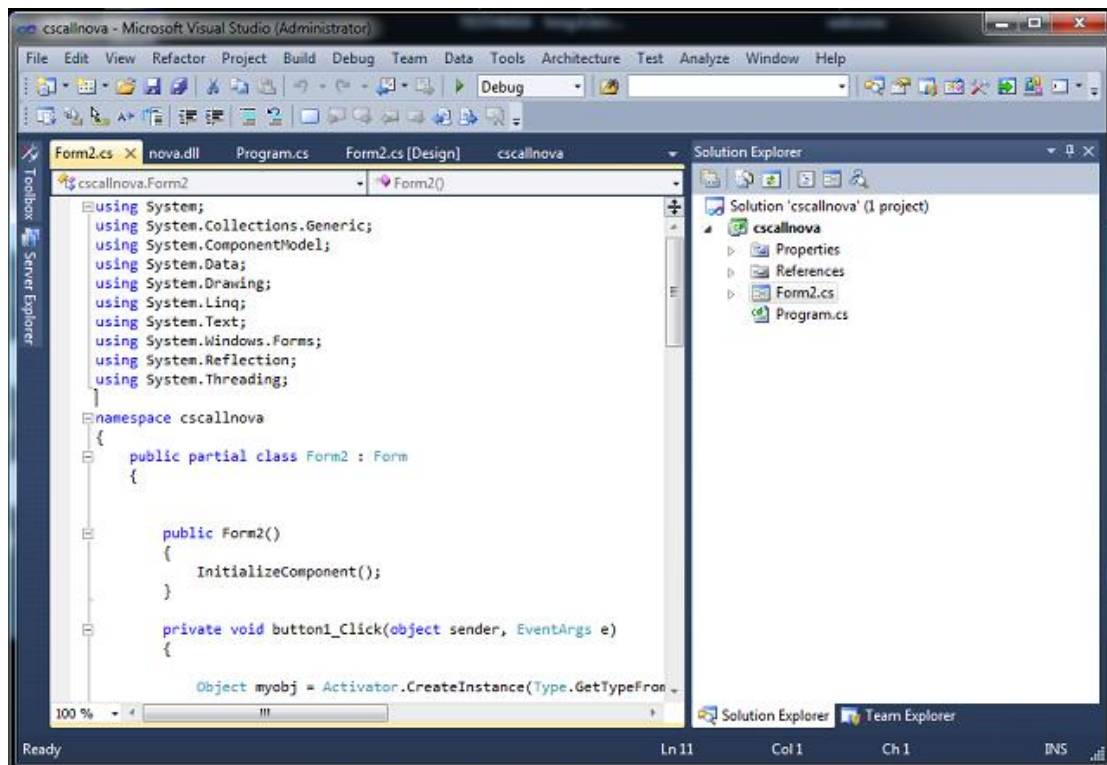 cscallnova - Microsoft Visual Studio (Administrator)
File Edit View Refactor Project Build Debug Team Data Tools Architecture Test Analyze Window Help
Debug
Toolbox
Server Explorer
Form2.cs nova.dll Program.cs Form2.cs [Design] cscallnova
cscallnova.Form2 Form2()
using System;
using System.Collections.Generic;
using System.ComponentModel;
using System.Data;
using System.Drawing;
using System.Linq;
using System.Text;
using System.Windows.Forms;
using System.Reflection;
using System.Threading;
namespace cscallnova
{
public partial class Form2 : Form
{
public Form2()
{
InitializeComponent();
}
private void button1_Click(object sender, EventArgs e)
{
Object myobj = Activator.CreateInstance(Type.GetTypeFrom
100 %
Solution Explorer
Solution 'cscallnova' (1 project)
cscallnova
Properties
References
Form2.cs
Program.cs
Solution Explorer Team Explorer
Ready Ln 11 Col 1 Ch 1 INS